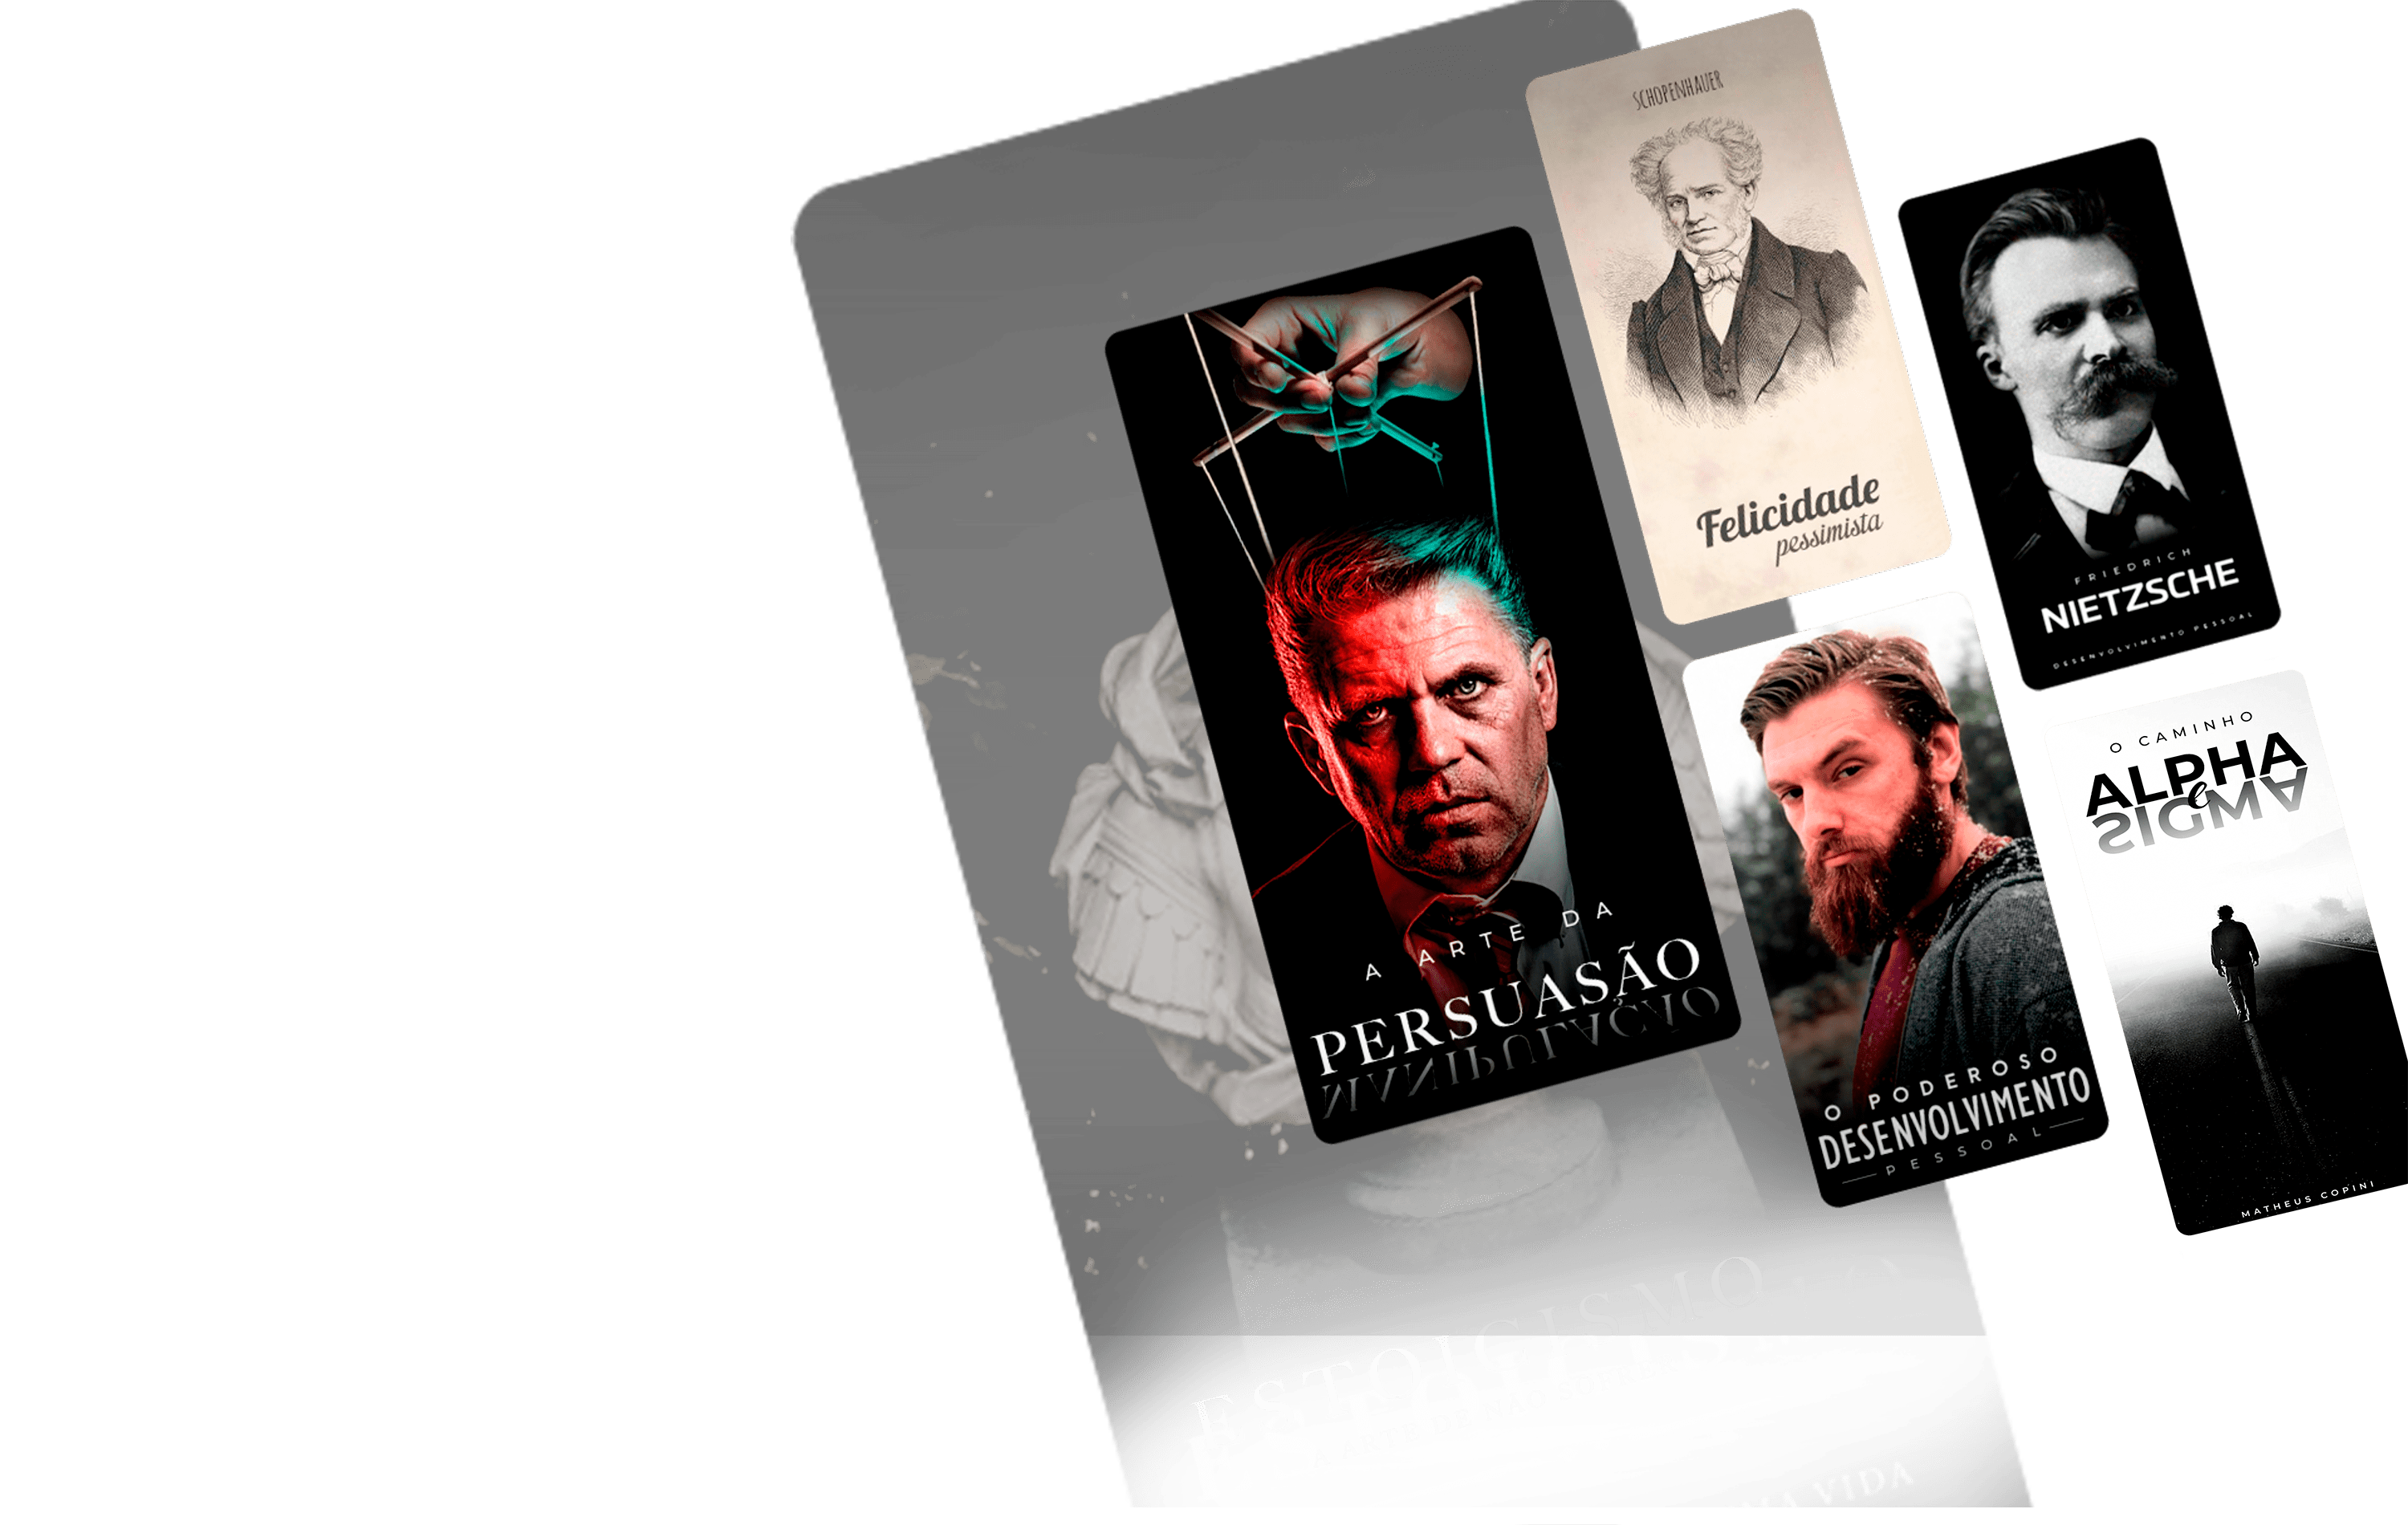 SCHOPENHAUER
Felicidade
pessimista
FRIEDRICH
NIETZSCHE
DESENVOLVIMENTO PESSOAL
A ARTE DA
PERSUASÃO
MANIPULAÇÃO
O PODEROSO
DESENVOLVIMENTO
PESSOAL
O CAMINHO
ALPHA
e
SIGMA
MATHEUS COPINI
ESTOICISMO
VIDA